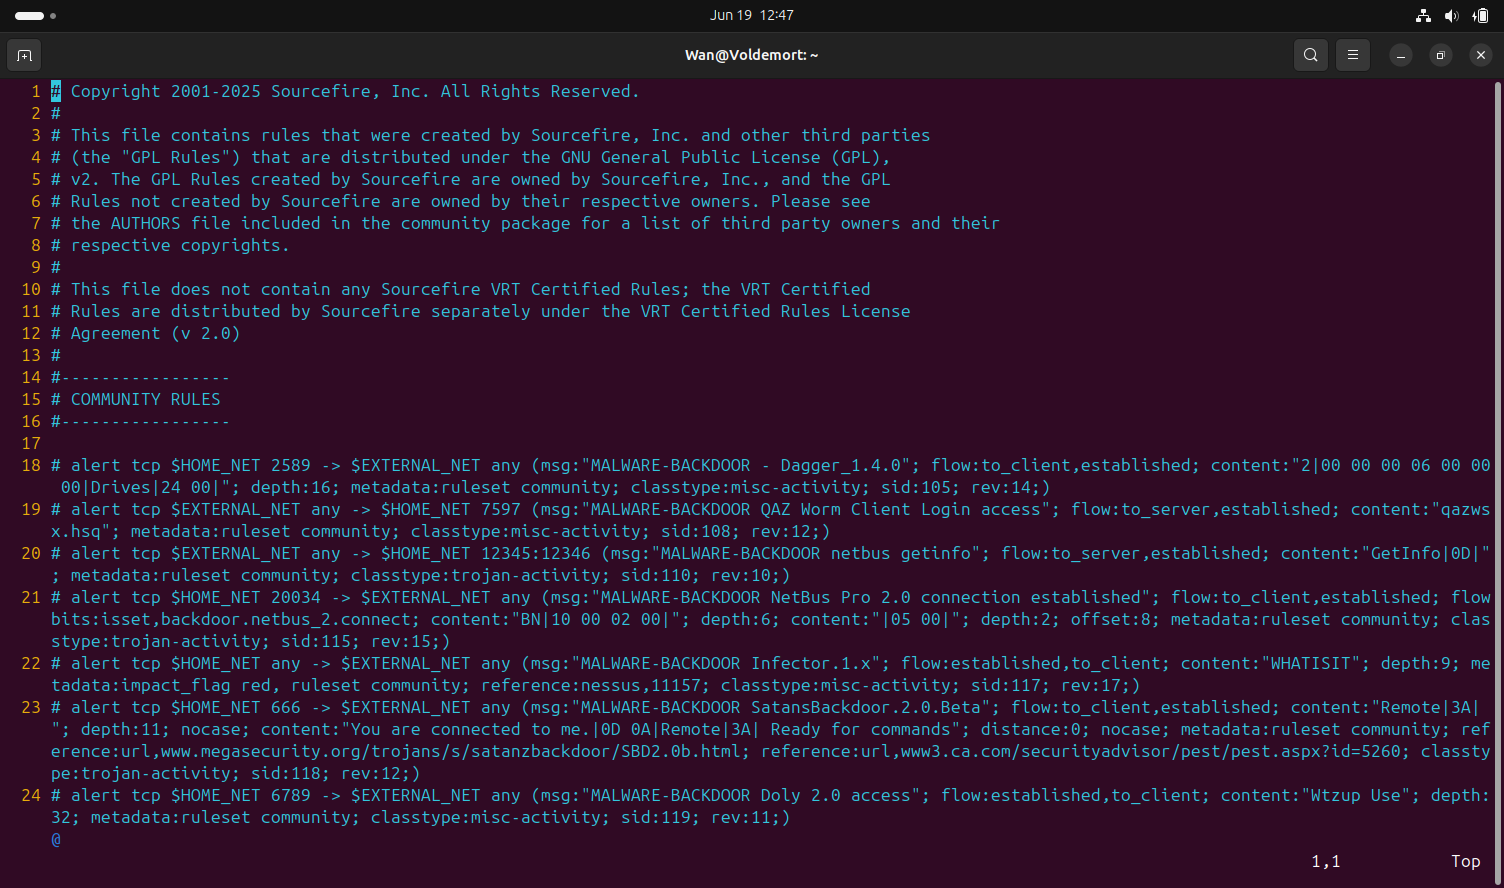 Jun 19 12:47
Wan@Voldemort: ~
1 # Copyright 2001-2025 Sourcefire, Inc. All Rights Reserved.
2 #
3 # This file contains rules that were created by Sourcefire, Inc. and other third parties
4 # (the "GPL Rules") that are distributed under the GNU General Public License (GPL),
5 # v2. The GPL Rules created by Sourcefire are owned by Sourcefire, Inc., and the GPL
6 # Rules not created by Sourcefire are owned by their respective owners. Please see
7 # the AUTHORS file included in the community package for a list of third party owners and their
8 # respective copyrights.
9 #
10 # This file does not contain any Sourcefire VRT Certified Rules; the VRT Certified
11 # Rules are distributed by Sourcefire separately under the VRT Certified Rules License
12 # Agreement (v 2.0)
13 #
14 #-----------------
15 # COMMUNITY RULES
16 #-----------------
17
18 # alert tcp $HOME_NET 2589 -> $EXTERNAL_NET any (msg:"MALWARE-BACKDOOR - Dagger_1.4.0"; flow:to_client,established; content:"2|00 00 00 06 00 00
00|Drives|24 00|"; depth:16; metadata:ruleset community; classtype:misc-activity; sid:105; rev:14;)
19 # alert tcp $EXTERNAL_NET any -> $HOME_NET 7597 (msg:"MALWARE-BACKDOOR QAZ Worm Client Login access"; flow:to_server,established; content:"qazws
x.hsq"; metadata:ruleset community; classtype:misc-activity; sid:108; rev:12;)
20 # alert tcp $EXTERNAL_NET any -> $HOME_NET 12345:12346 (msg:"MALWARE-BACKDOOR netbus getinfo"; flow:to_server,established; content:"GetInfo|0D|"
; metadata:ruleset community; classtype:trojan-activity; sid:110; rev:10;)
21 # alert tcp $HOME_NET 20034 -> $EXTERNAL_NET any (msg:"MALWARE-BACKDOOR NetBus Pro 2.0 connection established"; flow:to_client,established; flow
bits:isset,backdoor.netbus_2.connect; content:"BN|10 00 02 00|"; depth:6; content:"|05 00|"; depth:2; offset:8; metadata:ruleset community; clas
stype:trojan-activity; sid:115; rev:15;)
22 # alert tcp $HOME_NET any -> $EXTERNAL_NET any (msg:"MALWARE-BACKDOOR Infector.1.x"; flow:established,to_client; content:"WHATISIT"; depth:9; me
tadata:impact_flag red, ruleset community; reference:nessus,11157; classtype:misc-activity; sid:117; rev:17;)
23 # alert tcp $HOME_NET 666 -> $EXTERNAL_NET any (msg:"MALWARE-BACKDOOR SatansBackdoor.2.0.Beta"; flow:to_client,established; content:"Remote|3A|
"; depth:11; nocase; content:"You are connected to me.|0D 0A|Remote|3A| Ready for commands"; distance:0; nocase; metadata:ruleset community; ref
erence:url,www.megasecurity.org/trojans/s/satanzbackdoor/SBD2.0b.html; reference:url,www3.ca.com/securityadvisor/pest/pest.aspx?id=5260; classty
pe:trojan-activity; sid:118; rev:12;)
24 # alert tcp $HOME_NET 6789 -> $EXTERNAL_NET any (msg:"MALWARE-BACKDOOR Doly 2.0 access"; flow:established,to_client; content:"Wtzup Use"; depth:
32; metadata:ruleset community; classtype:misc-activity; sid:119; rev:11;)
@
1,1 Top